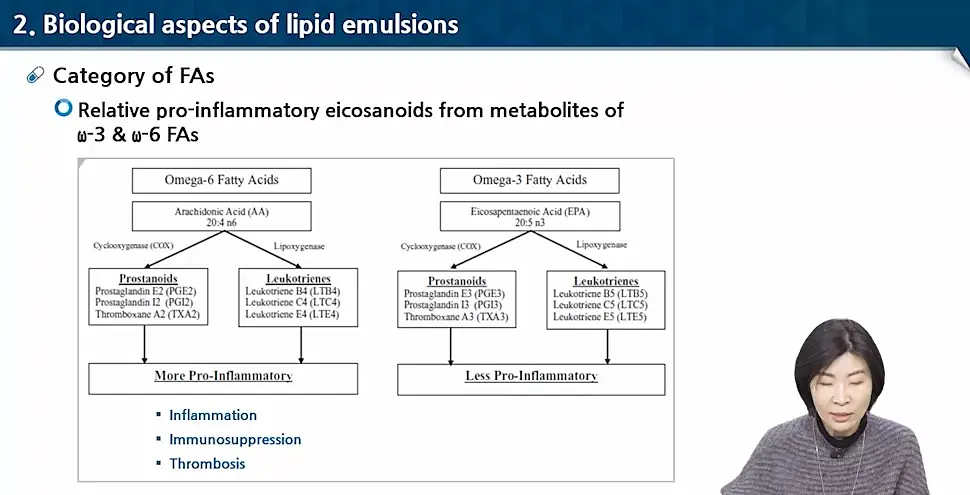 2. Biological aspects of lipid emulsions
Category of FAs
Relative pro-inflammatory eicosanoids from metabolites of
ω-3 & ω-6 FAs
Omega-6 Fatty Acids
Arachidonic Acid (AA)
20:4 n6
Cyclooxygenase (COX)
Lipoxygenase
Prostanoids
Prostaglandin E2 (PGE2)
Prostaglandin I2 (PGI2)
Thromboxane A2 (TXA2)
Leukotrienes
Leukotriene B4 (LTB4)
Leukotriene C4 (LTC4)
Leukotriene E4 (LTE4)
More Pro-Inflammatory
Omega-3 Fatty Acids
Eicosapentaenoic Acid (EPA)
20:5 n3
Cyclooxygenase (COX)
Lipoxygenase
Prostanoids
Prostaglandin E3 (PGE3)
Prostaglandin I3 (PGI3)
Thromboxane A3 (TXA3)
Leukotrienes
Leukotriene B5 (LTB5)
Leukotriene C5 (LTC5)
Leukotriene E5 (LTE5)
Less Pro-Inflammatory
▪ Inflammation
▪ Immunosuppression
▪ Thrombosis